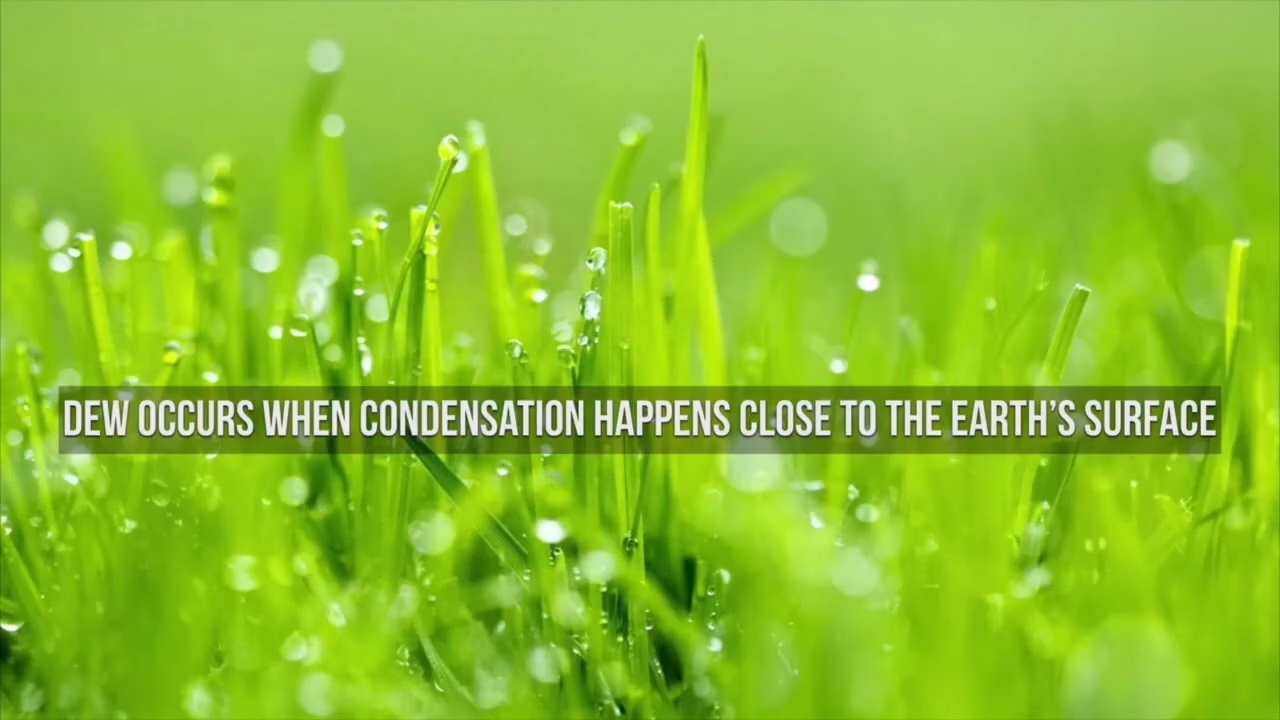 DEW OCCURS WHEN CONDENSATION HAPPENS CLOSE TO THE EARTH’S SURFACE